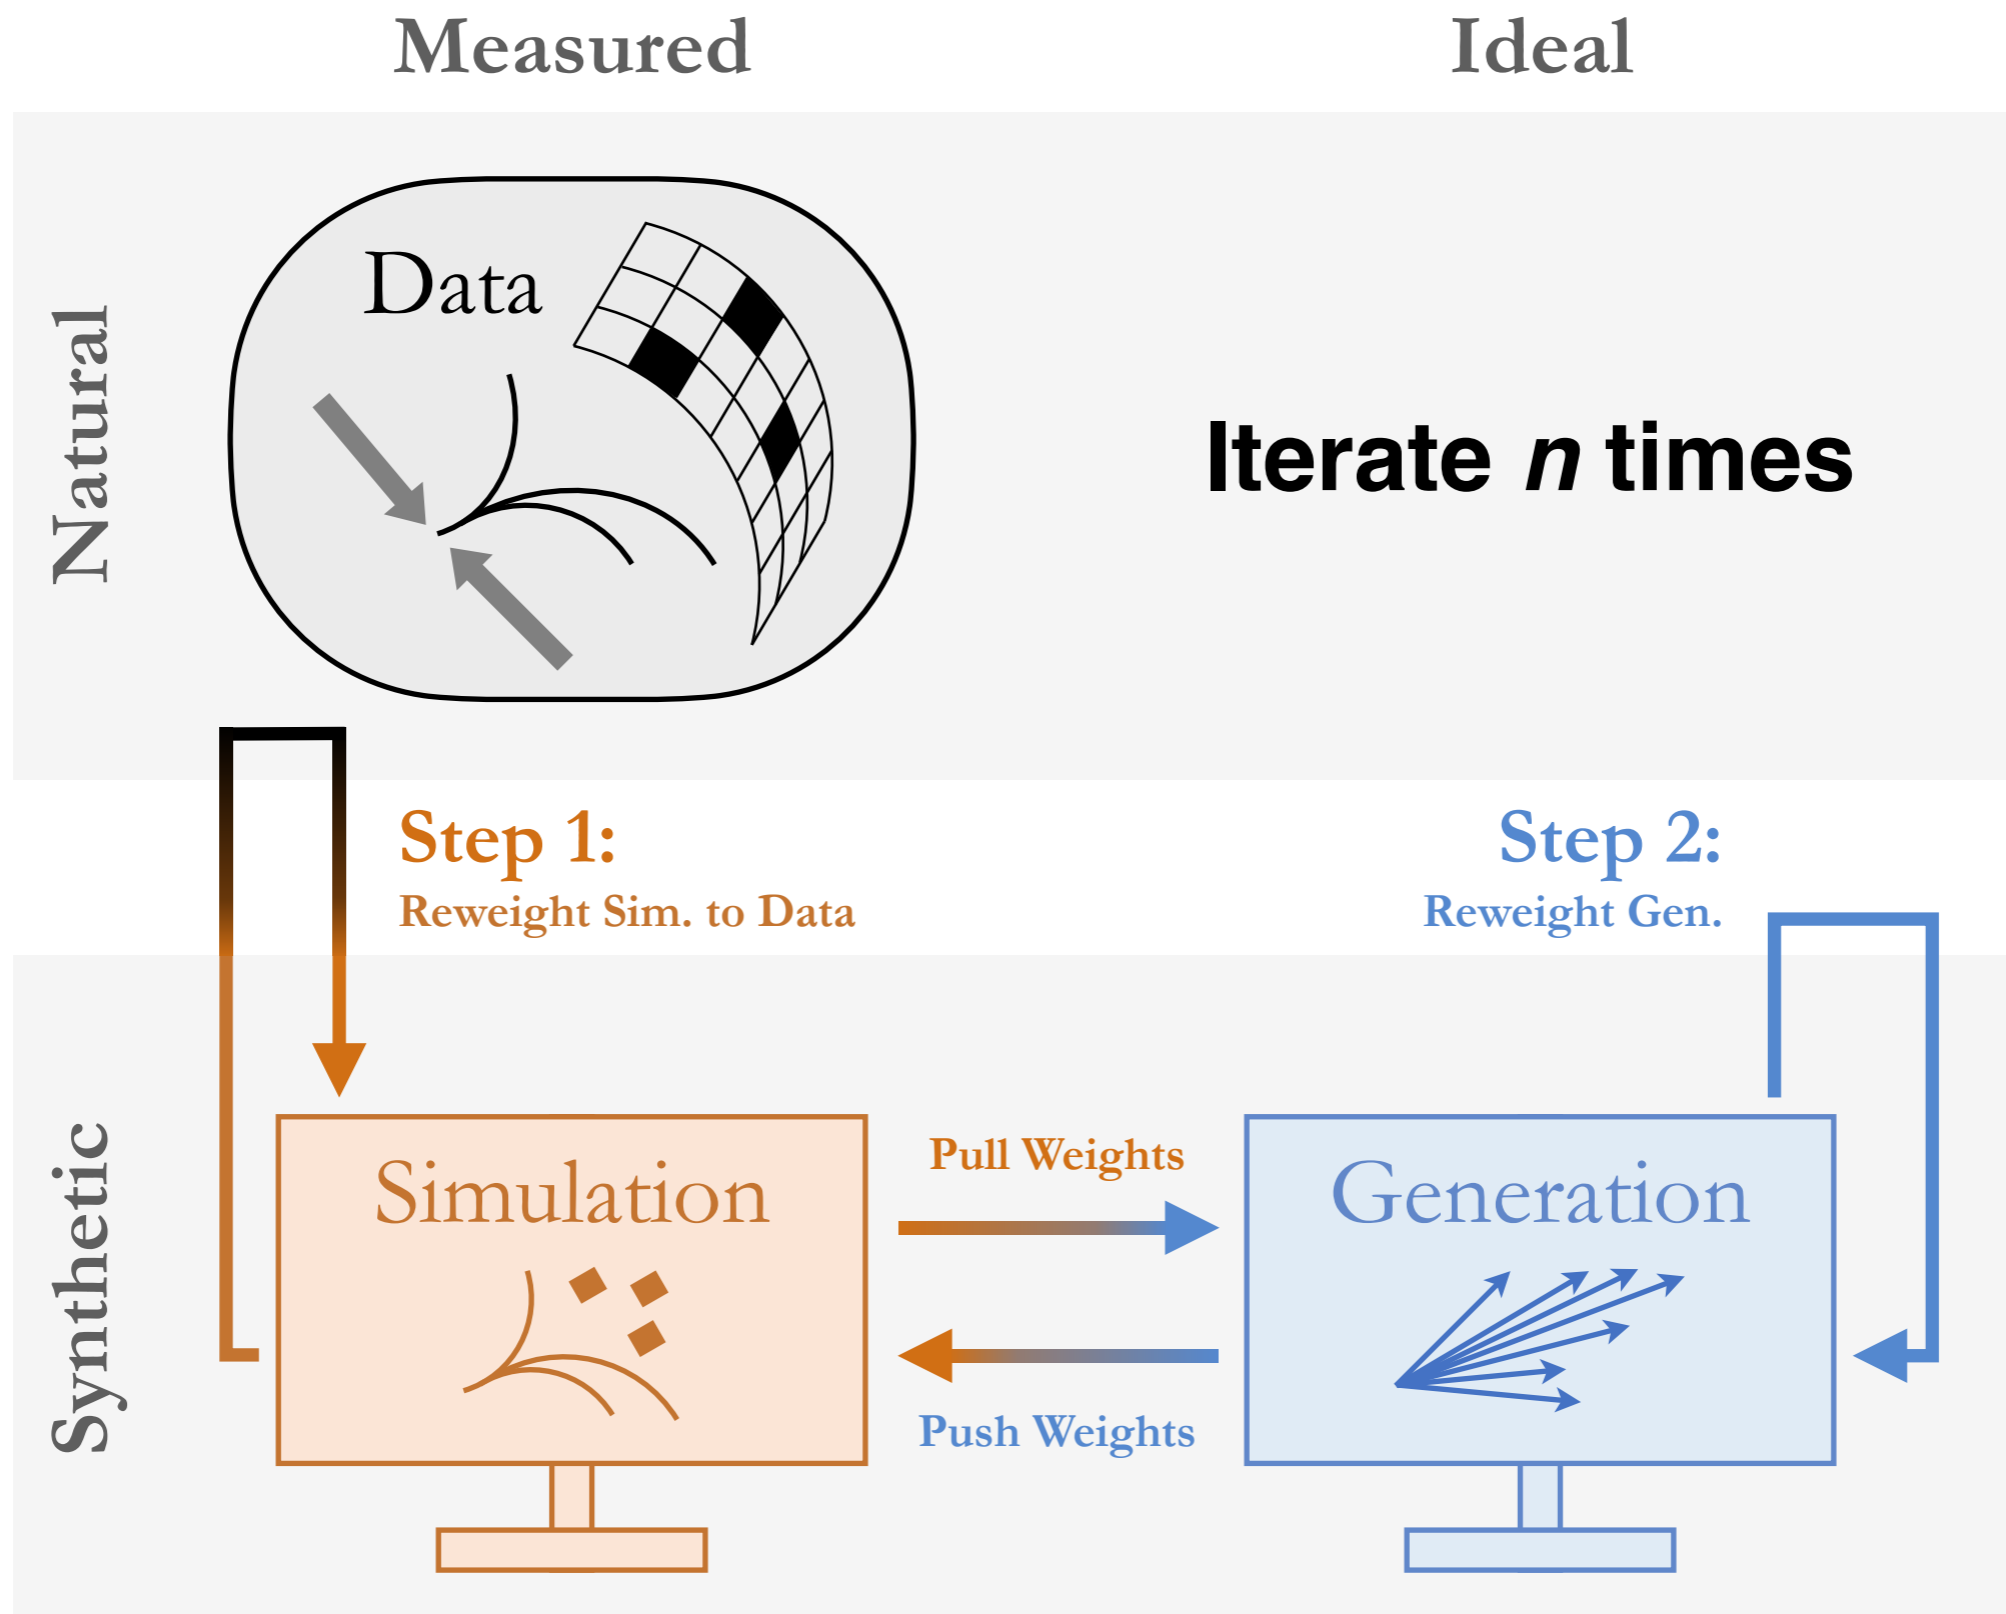 Measured
Ideal
Natural
Data
Iterate n times
Step 1:
Reweight Sim. to Data
Step 2:
Reweight Gen.
Synthetic
Simulation
Pull Weights
Push Weights
Generation